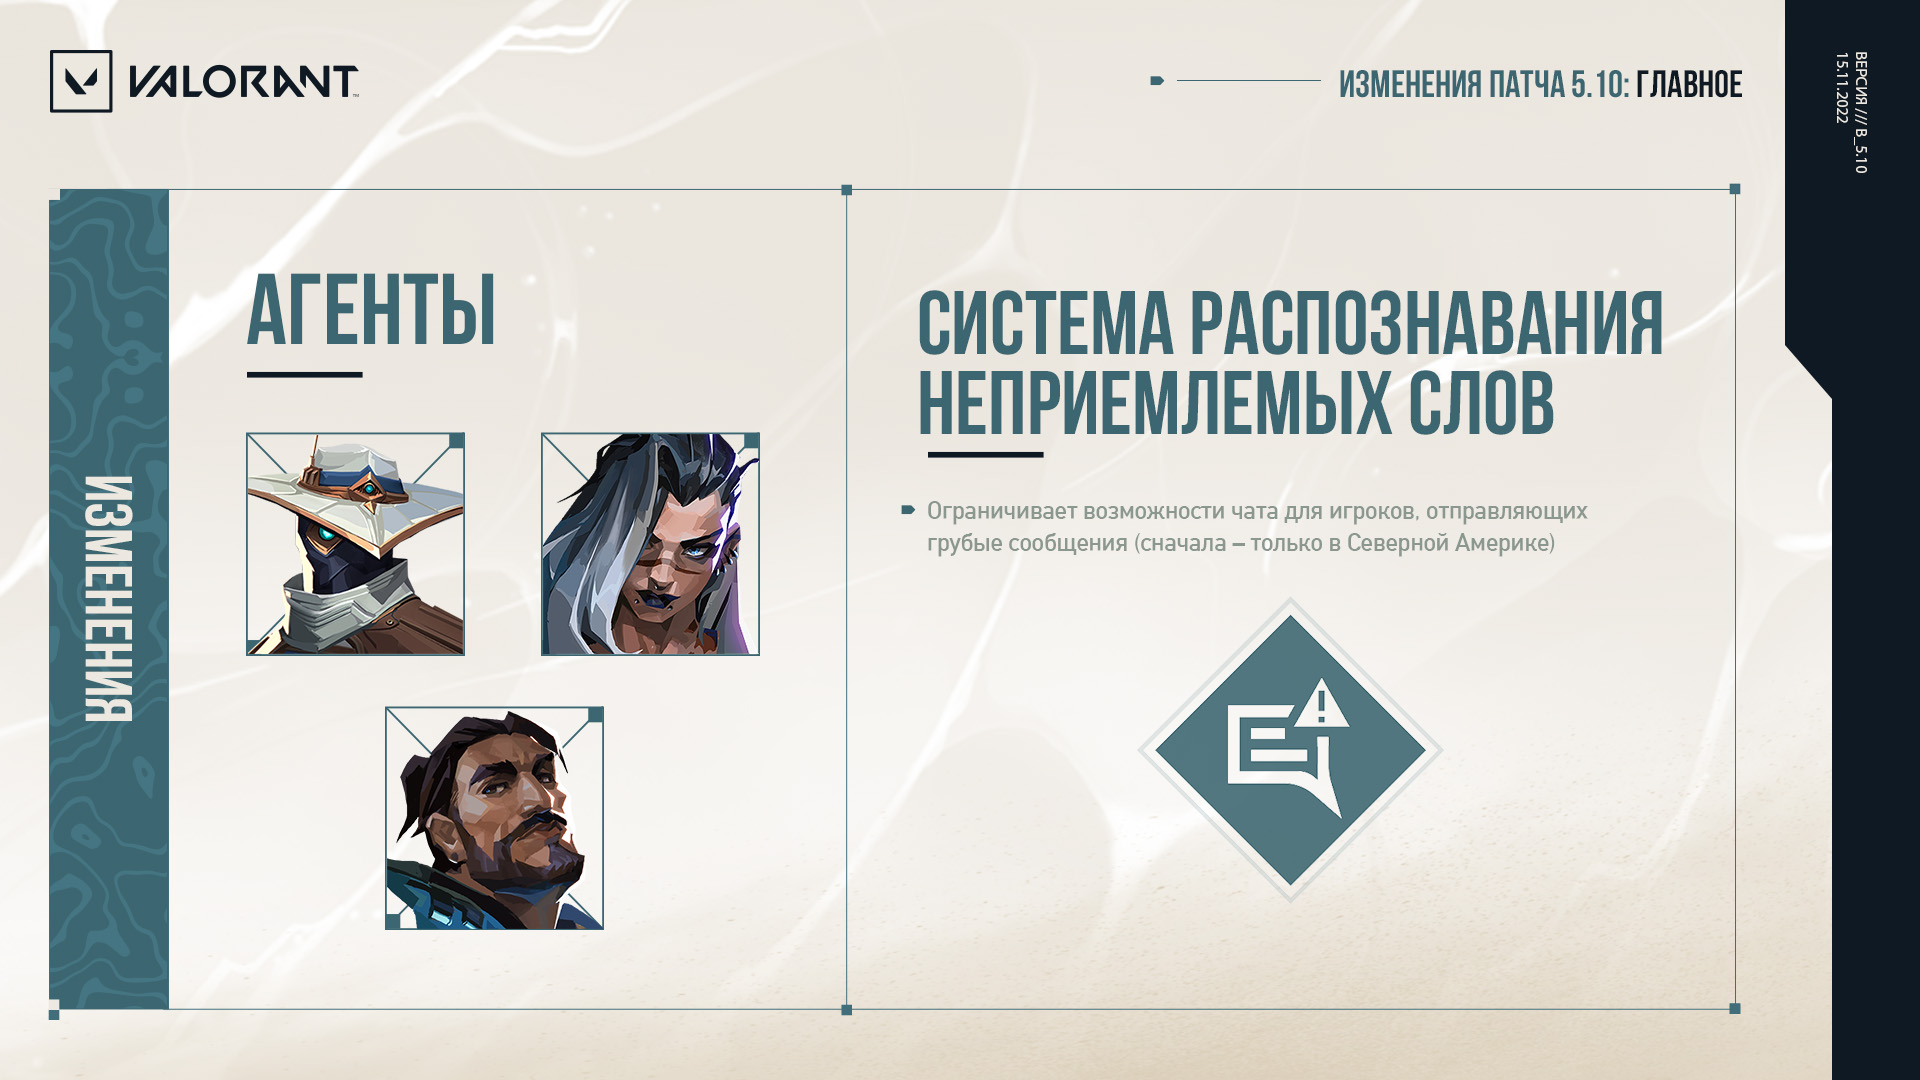 VALORANT™
ИЗМЕНЕНИЯ ПАТЧА 5.10: ГЛАВНОЕ
ВЕРСИЯ /// В_5.10
15.11.2022
ИЗМЕНЕНИЯ
АГЕНТЫ
СИСТЕМА РАСПОЗНАВАНИЯ
НЕПРИЕМЛЕМЫХ СЛОВ
Ограничивает возможности чата для игроков, отправляющих
грубые сообщения (сначала – только в Северной Америке)